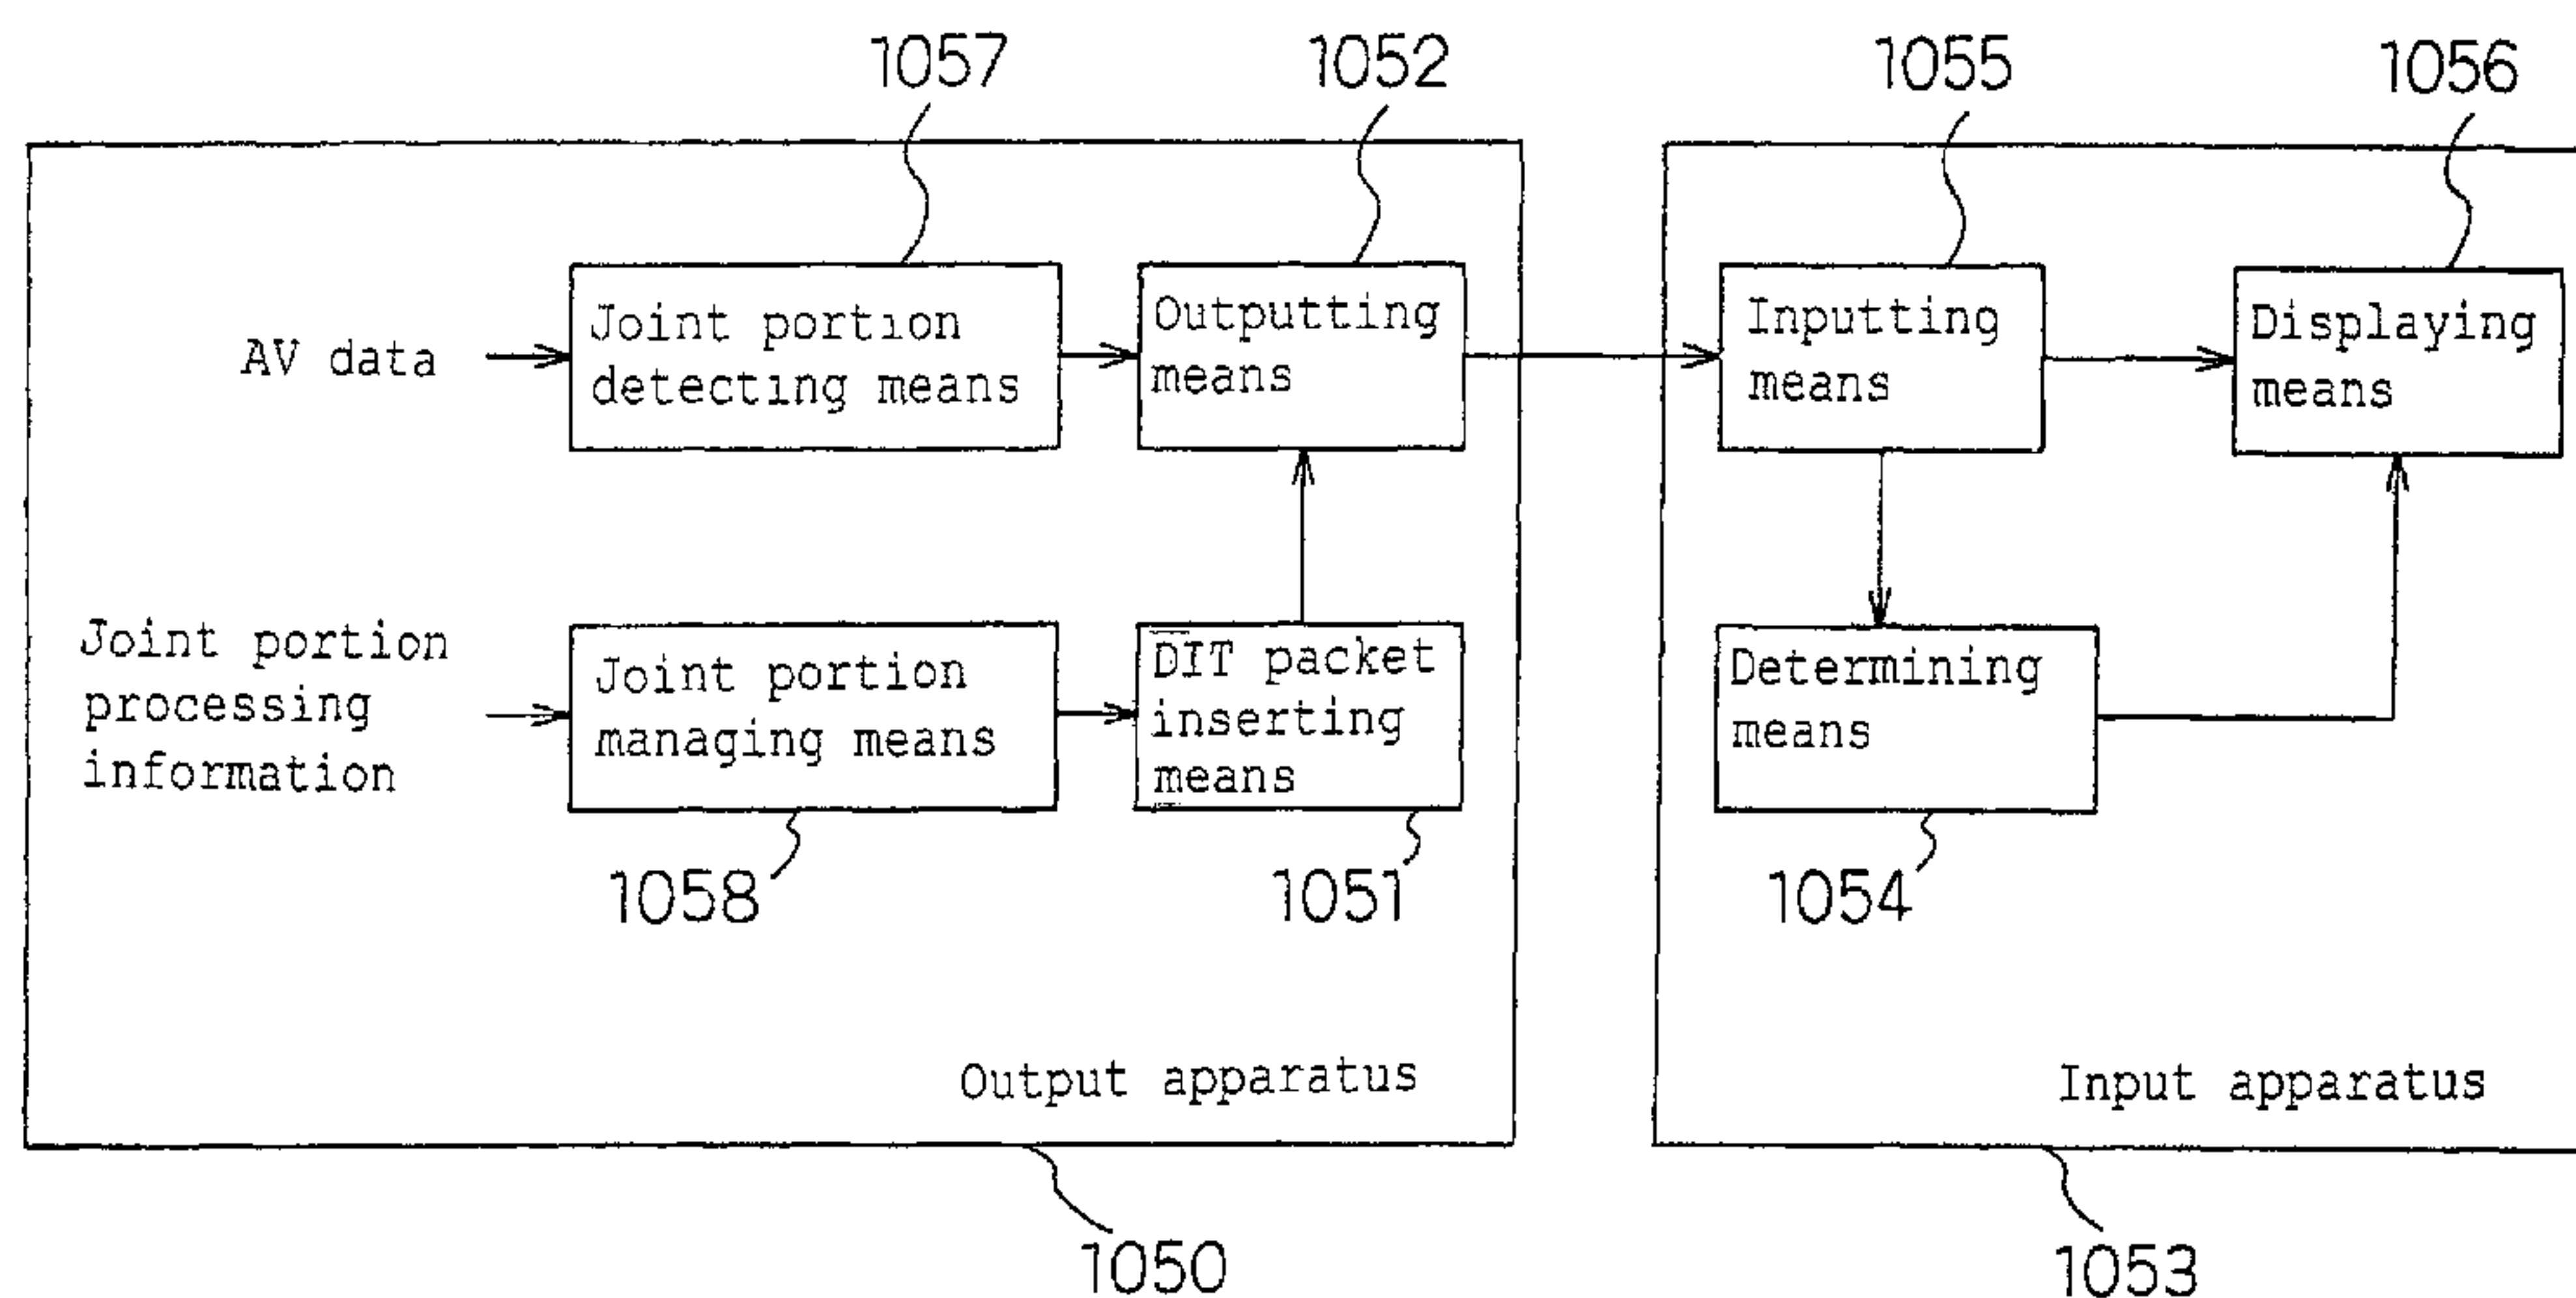 1057
1052
1055
1056
AV data
Joint portion
detecting means
Outputting
means
Inputting
means
Displaying
means
Joint portion
processing
information
Joint portion
managing means
DIT packet
inserting
means
Determining
means
1058
1051
1054
Output apparatus
Input apparatus
1050
1053